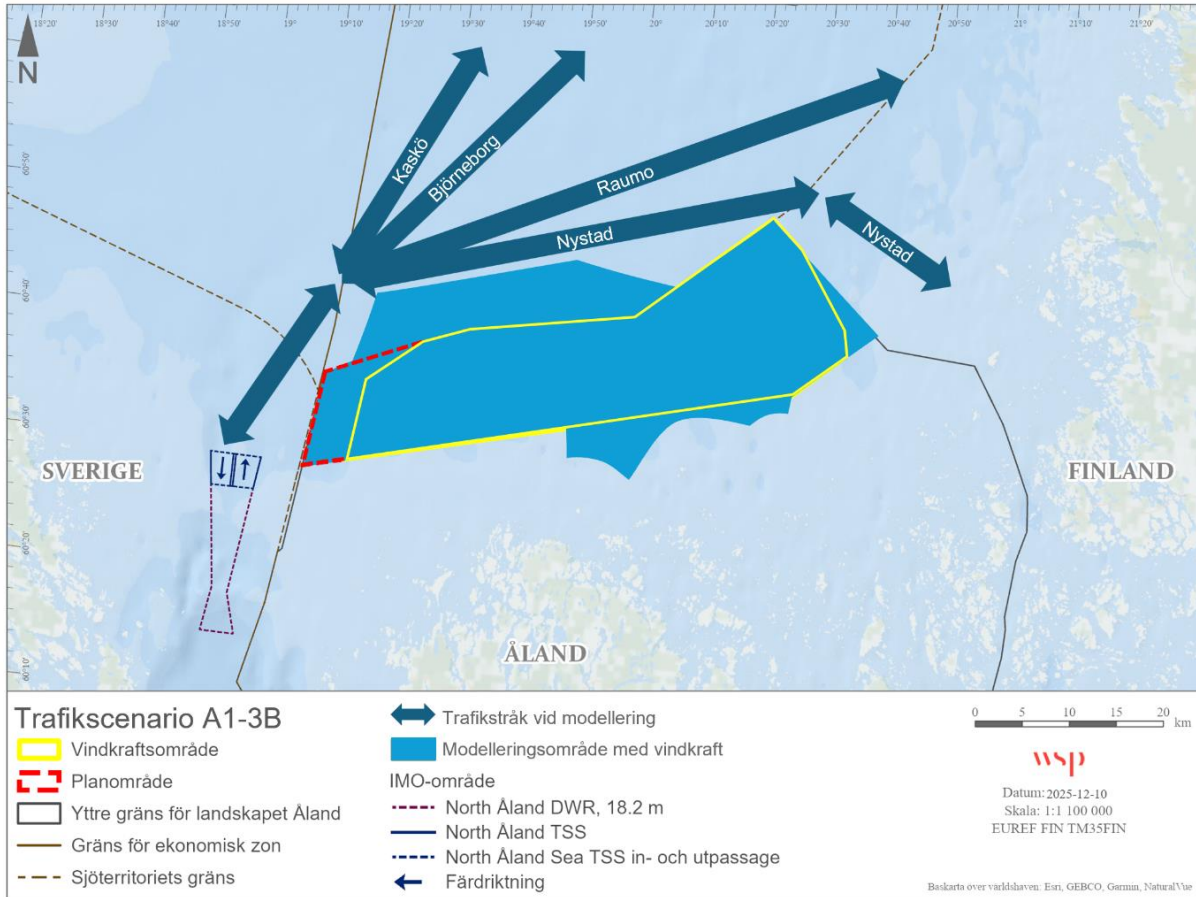 18°20'
18°30'
18°40'
18°50'
19°
19°10'
19°20'
19°30'
19°40'
19°50'
20°
20°10'
20°20'
20°30'
20°40'
20°50'
21°
21°10'
21°20'
N
60°50'
60°40'
60°30'
60°20'
60°10'
Kaskö
Björneborg
Raumo
Nystad
Nystad
SVERIGE
FINLAND
ÅLAND
Trafikscenario A1-3B
Vindkraftsområde
Planområde
Yttre gräns för landskapet Åland
Gräns för ekonomisk zon
Sjöterritoriets gräns
Trafikstråk vid modellering
Modelleringsområde med vindkraft
IMO-område
North Åland DWR, 18.2 m
North Åland TSS
North Åland Sea TSS in- och utpassage
Färdriktning
0 5 10 15 20
km
wsp
Datum: 2025-12-10
Skala: 1:1 100 000
EUREF FIN TM35FIN
Baskarta över världshaven: Esri, GEBCO, Garmin, NaturalVue